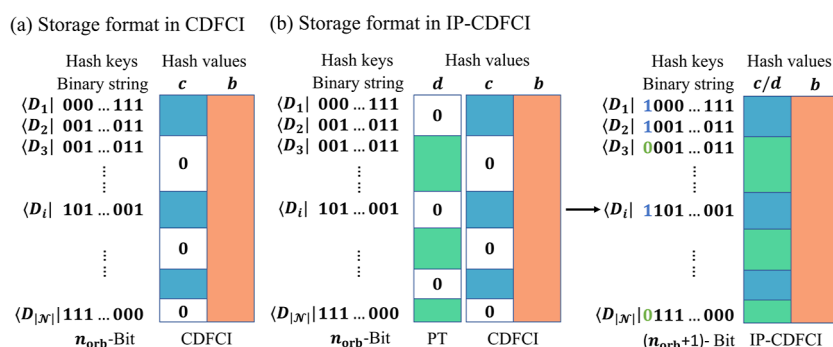 (a) Storage format in CDFCI
(b) Storage format in IP-CDFCI
Hash keys Hash values
Binary string c b
⟨D₁| 000 … 111
⟨D₂| 001 … 011
⟨D₃| 001 … 011
0
⋮ ⋮
⟨Dᵢ| 101 … 001
0
⋮ ⋮
⟨D|𝒩|| 111 … 000
0
n_orb-Bit CDFCI
Hash keys Hash values
Binary string d c b
⟨D₁| 000 … 111
0
⟨D₂| 001 … 011
⟨D₃| 001 … 011
0
⋮ ⋮
⟨Dᵢ| 101 … 001 0
0
⋮ ⋮
0
⟨D|𝒩|| 111 … 000
0
n_orb-Bit PT CDFCI
Hash keys Hash values
Binary string c/d b
⟨D₁| 1000 … 111
⟨D₂| 1001 … 011
⟨D₃| 0001 … 011
⋮ ⋮
⟨Dᵢ| 1101 … 001
⋮ ⋮
⟨D|𝒩|| 0111 … 000
(n_orb+1)- Bit IP-CDFCI